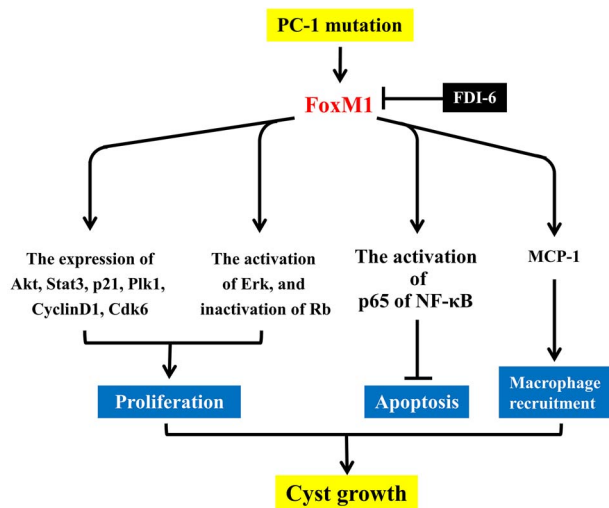 PC-1 mutation
FoxM1
FDI-6
The expression of
Akt, Stat3, p21, Plk1,
CyclinD1, Cdk6
The activation
of Erk, and
inactivation of Rb
The activation
of
p65 of NF-κB
MCP-1
Proliferation
Apoptosis
Macrophage
recruitment
Cyst growth